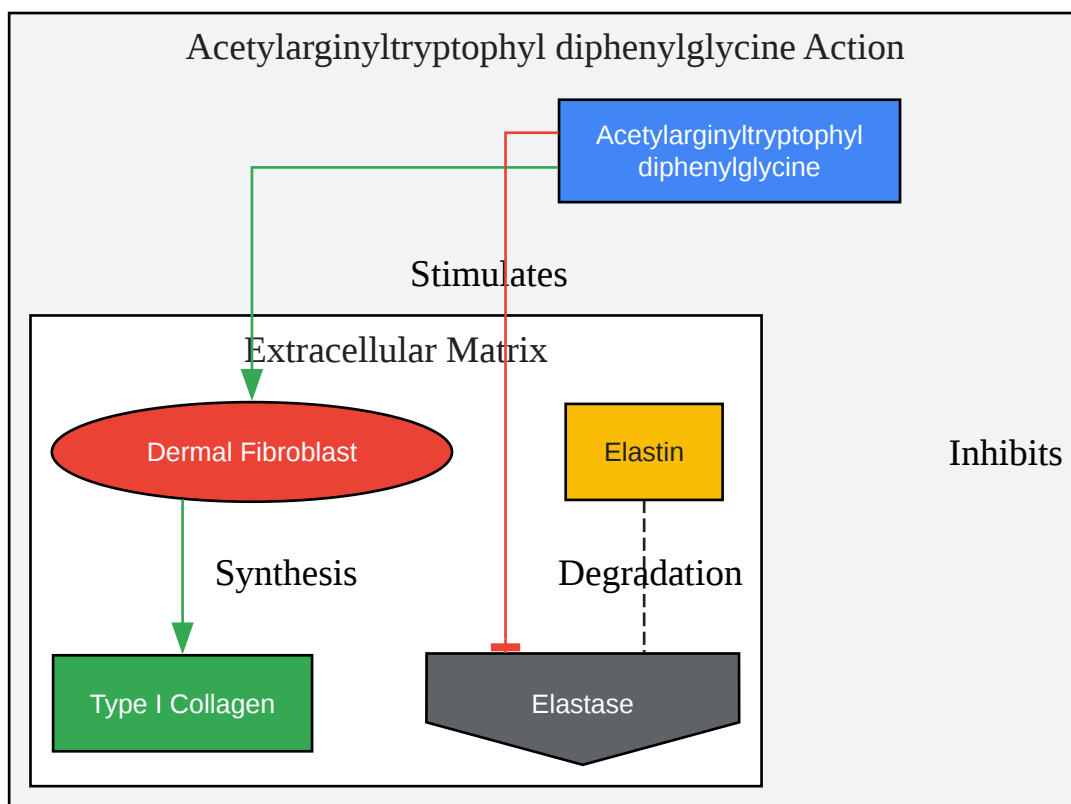 Acetylarginyltryptophyl diphenylglycine Action
Acetylarginyltryptophyl
diphenylglycine
Stimulates
Extracellular Matrix
Dermal Fibroblast
Elastin
Inhibits
Synthesis
Degradation
Type I Collagen
Elastase